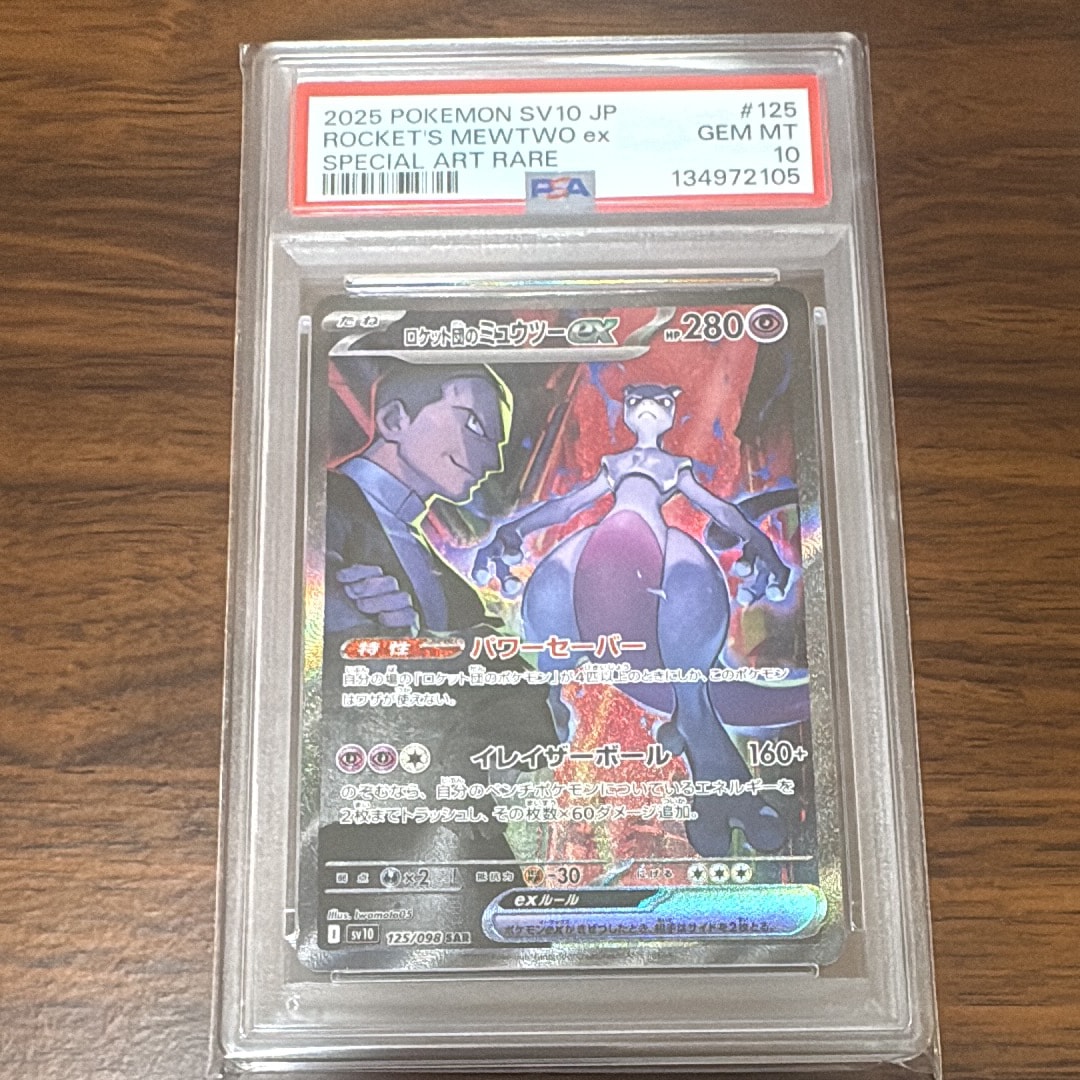 2025 POKEMON SV10 JP #125
ROCKET'S MEWTWO ex GEM MT
SPECIAL ART RARE 10
PSA 134972105
たね ロケット団のミュウツーex HP280
特性 パワーセーバー
自分の場の「ロケット団のポケモン」が4匹以上のときにしか、このポケモン
はワザが使えない。
イレイザーボール 160+
のぞむなら、自分のベンチポケモンについているエネルギーを
2枚までトラッシュし、その枚数×60ダメージ追加。
弱点 ×2 抵抗力 -30 にげる
exルール
ポケモンexがきぜつしたとき、相手はサイドを2枚とる。
Illus. Iwamoto05
I sv10 125/098 SAR